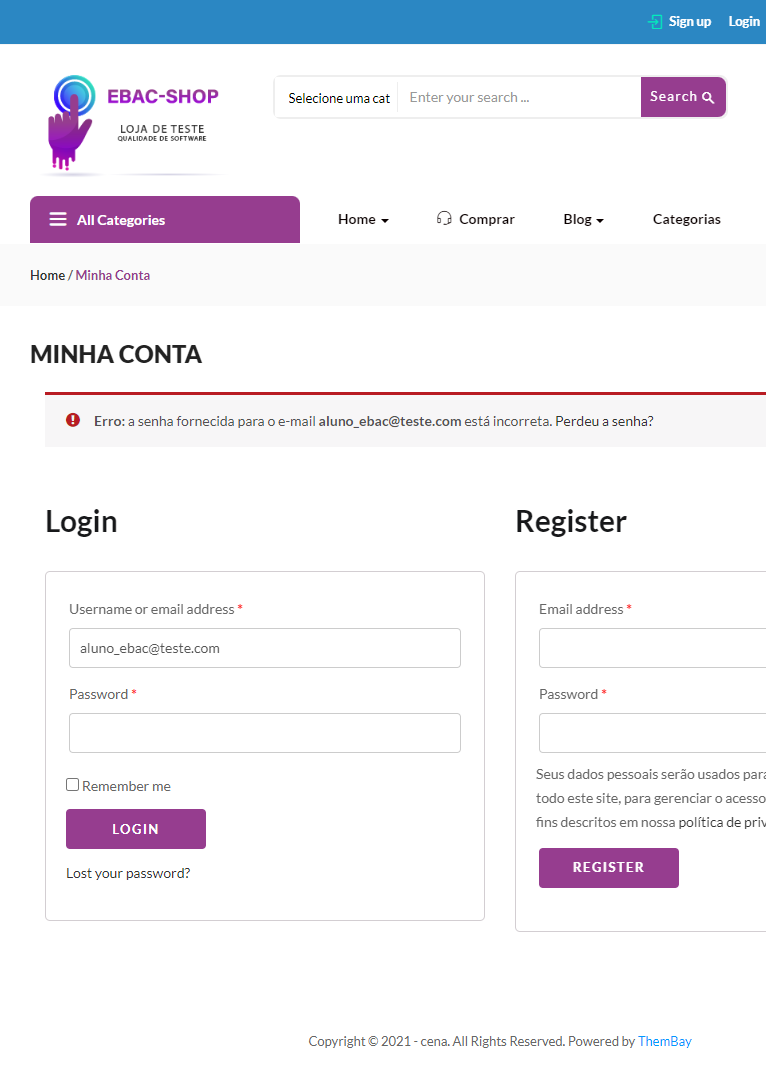 Sign up Login
EBAC-SHOP
LOJA DE TESTE
QUALIDADE DE SOFTWARE
Selecione uma cat Enter your search ... Search
All Categories Home Comprar Blog Categorias
Home / Minha Conta
MINHA CONTA
Erro: a senha fornecida para o e-mail aluno_ebac@teste.com está incorreta. Perdeu a senha?
Login
Username or email address *
aluno_ebac@teste.com
Password *
Remember me
LOGIN
Lost your password?
Register
Email address *
Password *
Seus dados pessoais serão usados para
todo este site, para gerenciar o acesso
fins descritos em nossa política de priv
REGISTER
Copyright © 2021 - cena. All Rights Reserved. Powered by ThemBay